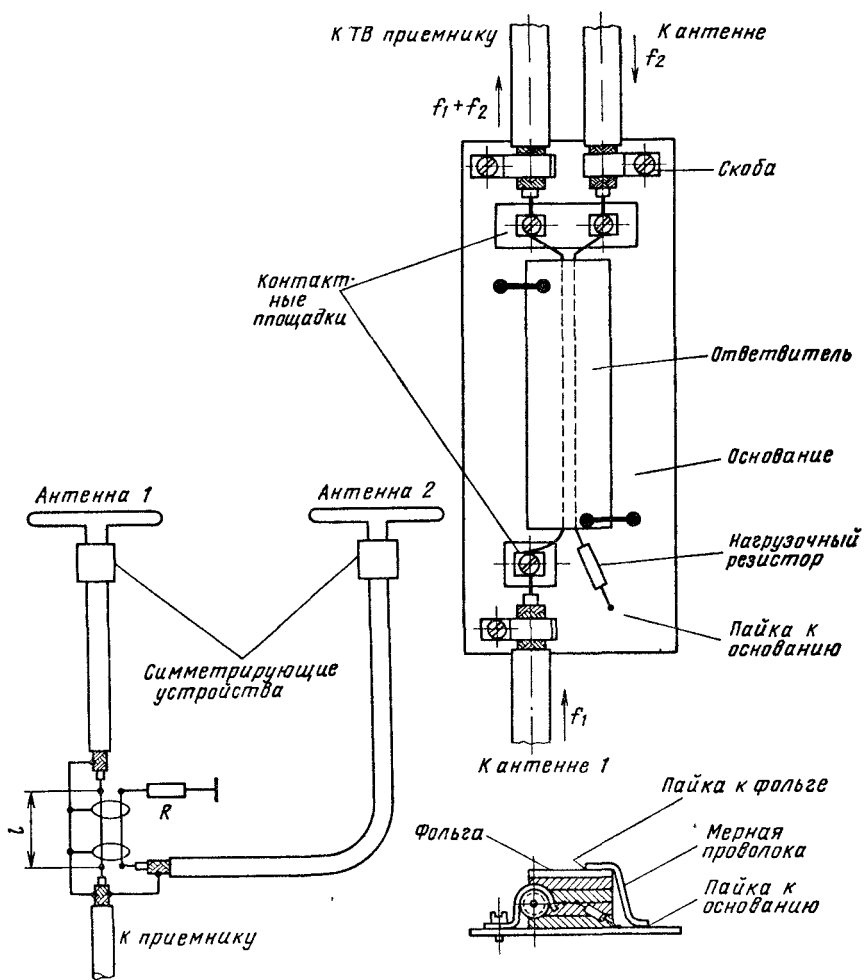 К ТВ приемнику
К антенне
f2
f1 + f2
Скоба
Контакт-
ные
площадки
Ответвитель
Основание
Нагрузочный
резистор
Пайка к
основанию
f1
К антенне 1
Антенна 1
Антенна 2
Симметрирующие
устройства
R
l
К приемнику
Пайка к фольге
Фольга
Мерная
проволока
Пайка к
основанию